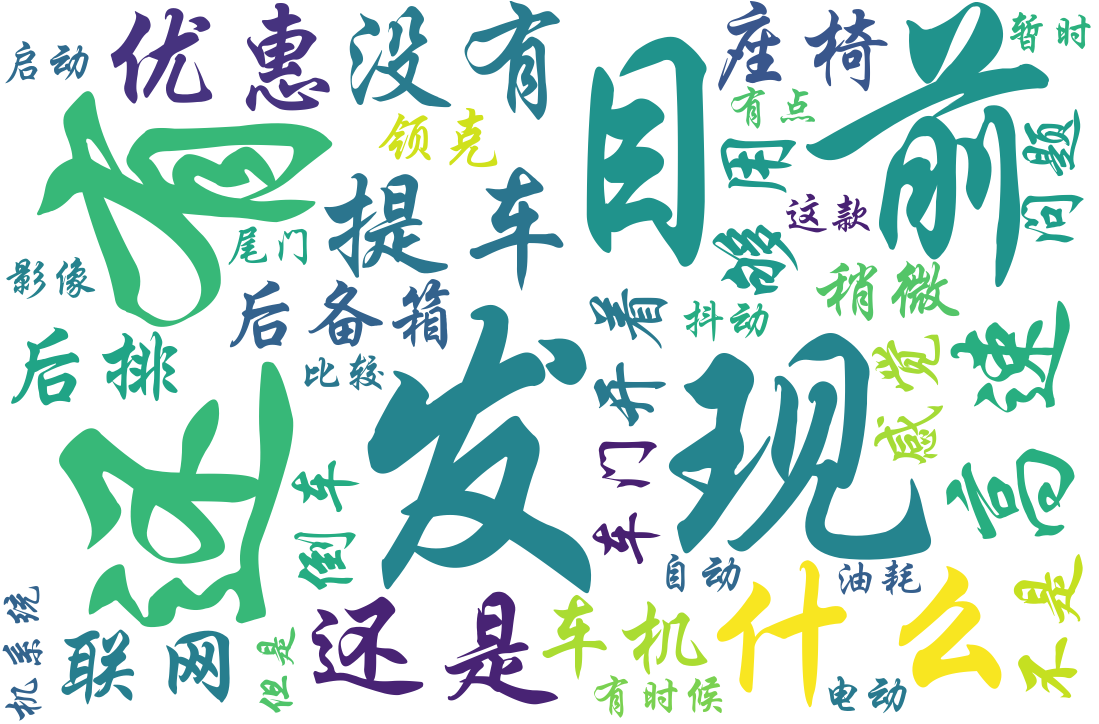 启动
优惠
没有
座椅
目前
暂时
有点
领克
还有
提车
够用
这款
问题
尾门
影像
后备箱
开着
抖动
稍微
后排
比较
发现
感觉
高速
倒车
车门
自动
油耗
什么
不是
机系统
联网
但是
还是
车机
有时候
电动